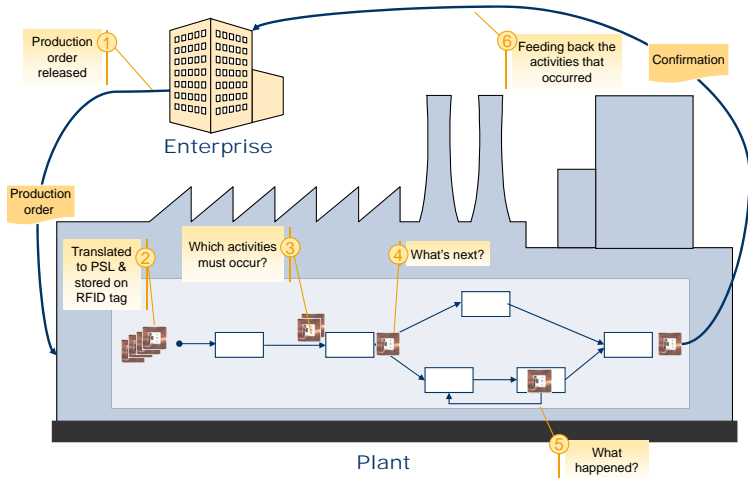 Production
order
released
1
Enterprise
6
Feeding back the
activities that
occurred
Confirmation
Production
order
Translated
to PSL &
stored on
RFID tag
2
Which activities
must occur?
3
4
What's next?
5
What
happened?
Plant